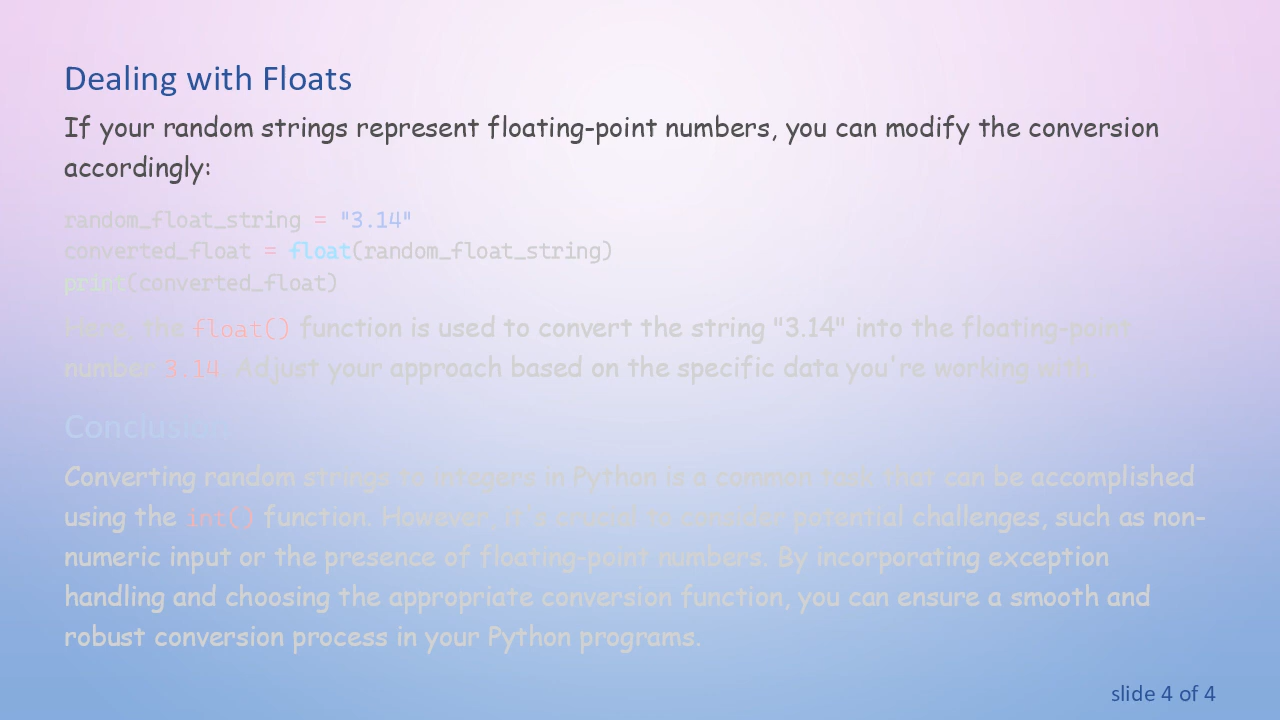 Dealing with Floats
If your random strings represent floating-point numbers, you can modify the conversion
accordingly:
random_float_string = "3.14"
converted_float = float(random_float_string)
print(converted_float)
Here, the float() function is used to convert the string "3.14" into the floating-point
number 3.14. Adjust your approach based on the specific data you're working with.
Conclusion
Converting random strings to integers in Python is a common task that can be accomplished
using the int() function. However, it's crucial to consider potential challenges, such as non-
numeric input or the presence of floating-point numbers. By incorporating exception
handling and choosing the appropriate conversion function, you can ensure a smooth and
robust conversion process in your Python programs.
slide 4 of 4